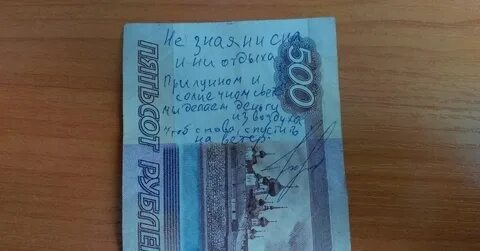 Не зная ни сна
и ни отдыха
При лунном и
солнечном свете
мы делаем деньги
из воздуха
чтоб снова спустить
на ветер.
ПЯТЬСОТ РУБЛЕ
500